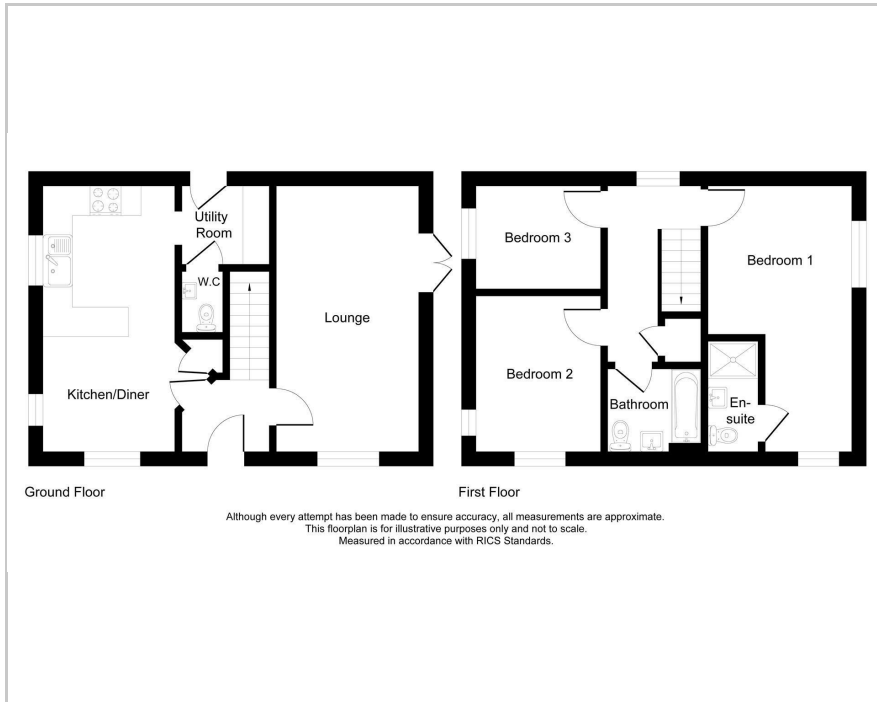 Utility
Room
W.C
Lounge
Kitchen/Diner
Ground Floor
Bedroom 3
Bedroom 1
Bedroom 2
Bathroom
En-
suite
First Floor
Although every attempt has been made to ensure accuracy, all measurements are approximate.
This floorplan is for illustrative purposes only and not to scale.
Measured in accordance with RICS Standards.